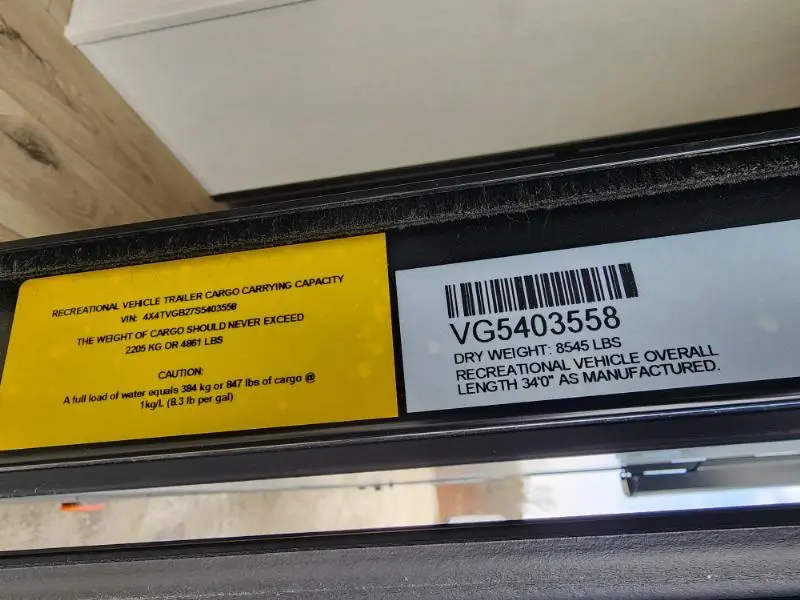 RECREATIONAL VEHICLE TRAILER CARGO CARRYING CAPACITY
VIN: 4X4TVGB27S5403558
THE WEIGHT OF CARGO SHOULD NEVER EXCEED
2205 KG OR 4861 LBS
CAUTION:
A full load of water equals 384 kg or 847 lbs of cargo @
1kg/L (8.3 lb per gal)
VG5403558
DRY WEIGHT: 8545 LBS
RECREATIONAL VEHICLE OVERALL
LENGTH 34'0" AS MANUFACTURED.